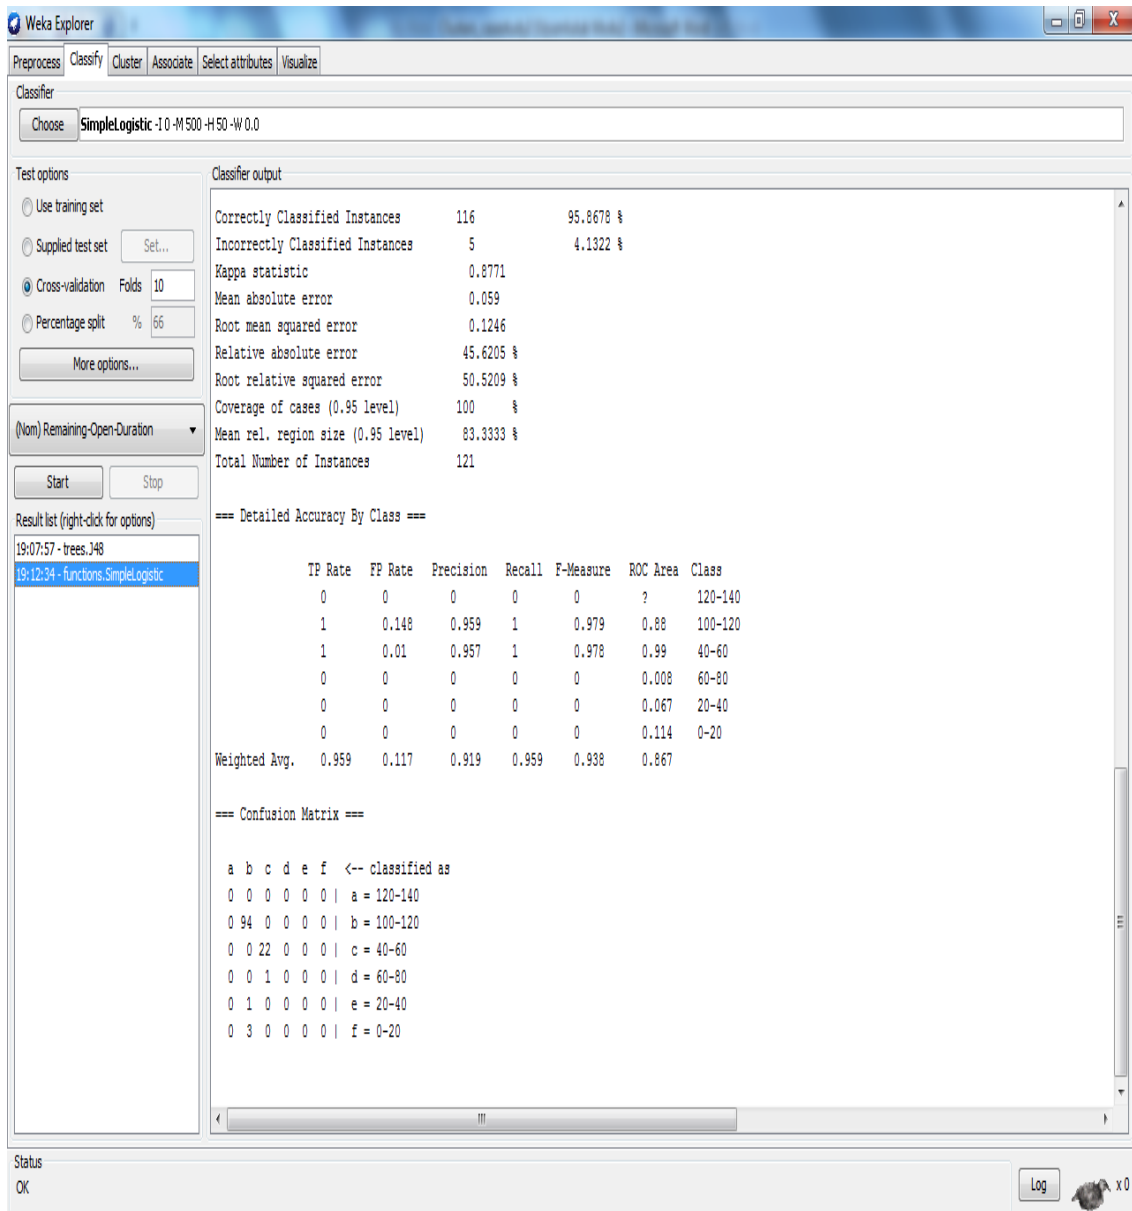 Weka Explorer
Preprocess Classify Cluster Associate Select attributes Visualize
Classifier
Choose SimpleLogistic -I 0 -M 500 -H 50 -W 0.0
Test options
Use training set
Supplied test set Set...
Cross-validation Folds 10
Percentage split % 66
More options...
(Nom) Remaining-Open-Duration
Start Stop
Result list (right-click for options)
19:07:57 - trees.J48
19:12:34 - functions.SimpleLogistic
Classifier output
Correctly Classified Instances 116 95.8678 %
Incorrectly Classified Instances 5 4.1322 %
Kappa statistic 0.8771
Mean absolute error 0.059
Root mean squared error 0.1246
Relative absolute error 45.6205 %
Root relative squared error 50.5209 %
Coverage of cases (0.95 level) 100 %
Mean rel. region size (0.95 level) 83.3333 %
Total Number of Instances 121
=== Detailed Accuracy By Class ===
TP Rate FP Rate Precision Recall F-Measure ROC Area Class
0 0 0 0 0 ? 120-140
1 0.148 0.959 1 0.979 0.88 100-120
1 0.01 0.957 1 0.978 0.99 40-60
0 0 0 0 0 0.008 60-80
0 0 0 0 0 0.067 20-40
0 0 0 0 0 0.114 0-20
Weighted Avg. 0.959 0.117 0.919 0.959 0.938 0.867
=== Confusion Matrix ===
a b c d e f <-- classified as
0 0 0 0 0 0 | a = 120-140
0 94 0 0 0 0 | b = 100-120
0 0 22 0 0 0 | c = 40-60
0 0 1 0 0 0 | d = 60-80
0 1 0 0 0 0 | e = 20-40
0 3 0 0 0 0 | f = 0-20
Status
OK
Log x 0